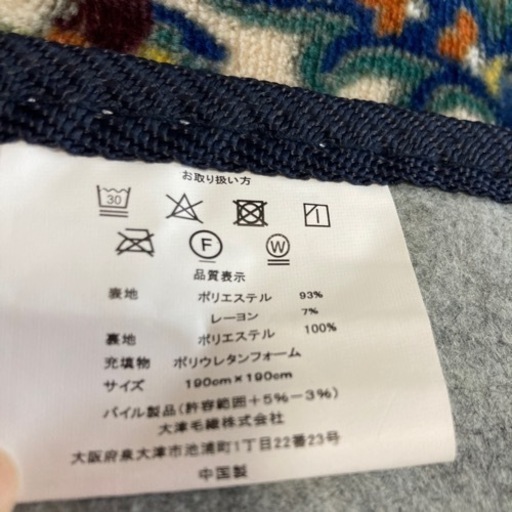 お取り扱い方
30
F W
品質表示
表地 ポリエステル 93%
レーヨン 7%
裏地 ポリエステル 100%
充填物 ポリウレタンフォーム
サイズ 190cm×190cm
パイル製品(許容範囲+5%-3%)
大津毛織株式会社
大阪府泉大津市池浦町1丁目22番23号
中国製